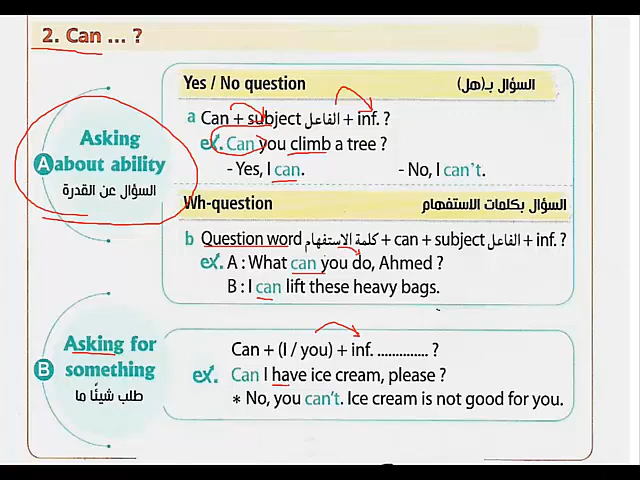 2. Can ... ?
Asking
A about ability
السؤال عن القدرة
Yes / No question السؤال بـ(هل)
a Can + subject الفاعل + inf. ?
ex. Can you climb a tree ?
- Yes, I can. - No, I can't.
Wh-question السؤال بكلمات الاستفهام
b Question word كلمة الاستفهام + can + subject الفاعل + inf. ?
ex. A : What can you do, Ahmed ?
B : I can lift these heavy bags.
Asking for
B something
طلب شيئًا ما
Can + (I / you) + inf. .............. ?
ex. Can I have ice cream, please ?
* No, you can't. Ice cream is not good for you.